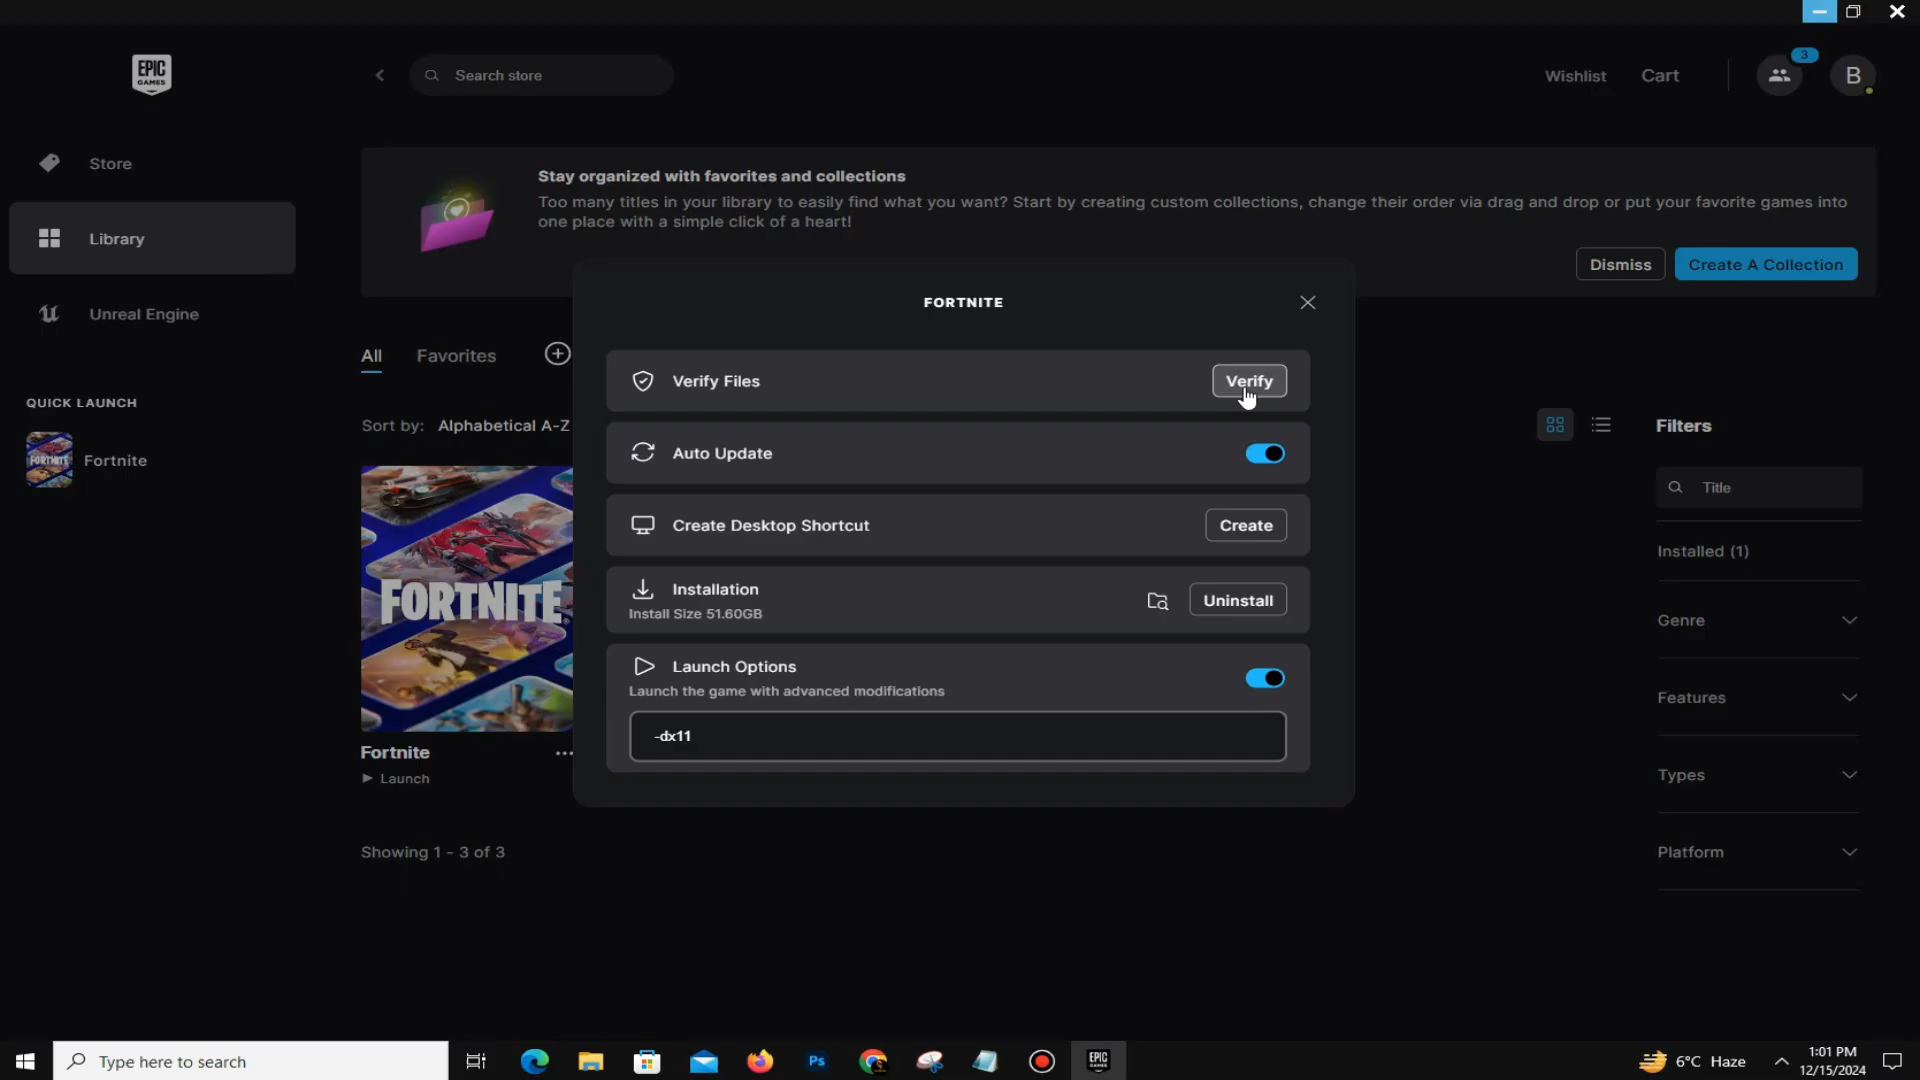 EPIC
GAMES
Search store
Wishlist
Cart
3
B
Store
Library
Unreal Engine
QUICK LAUNCH
FORTNITE
Fortnite
Stay organized with favorites and collections
Too many titles in your library to easily find what you want? Start by creating custom collections, change their order via drag and drop or put your favorite games into
one place with a simple click of a heart!
Dismiss
Create A Collection
All
Favorites
Sort by: Alphabetical A-Z
FORTNITE
Fortnite
...
Launch
Showing 1 - 3 of 3
FORTNITE
Verify Files
Verify
Auto Update
Create Desktop Shortcut
Create
Installation
Install Size 51.60GB
Uninstall
Launch Options
Launch the game with advanced modifications
-dx11
Filters
Title
Installed (1)
Genre
Features
Types
Platform
Type here to search
Ps
EPIC
GAMES
6°C Haze
1:01 PM
12/15/2024